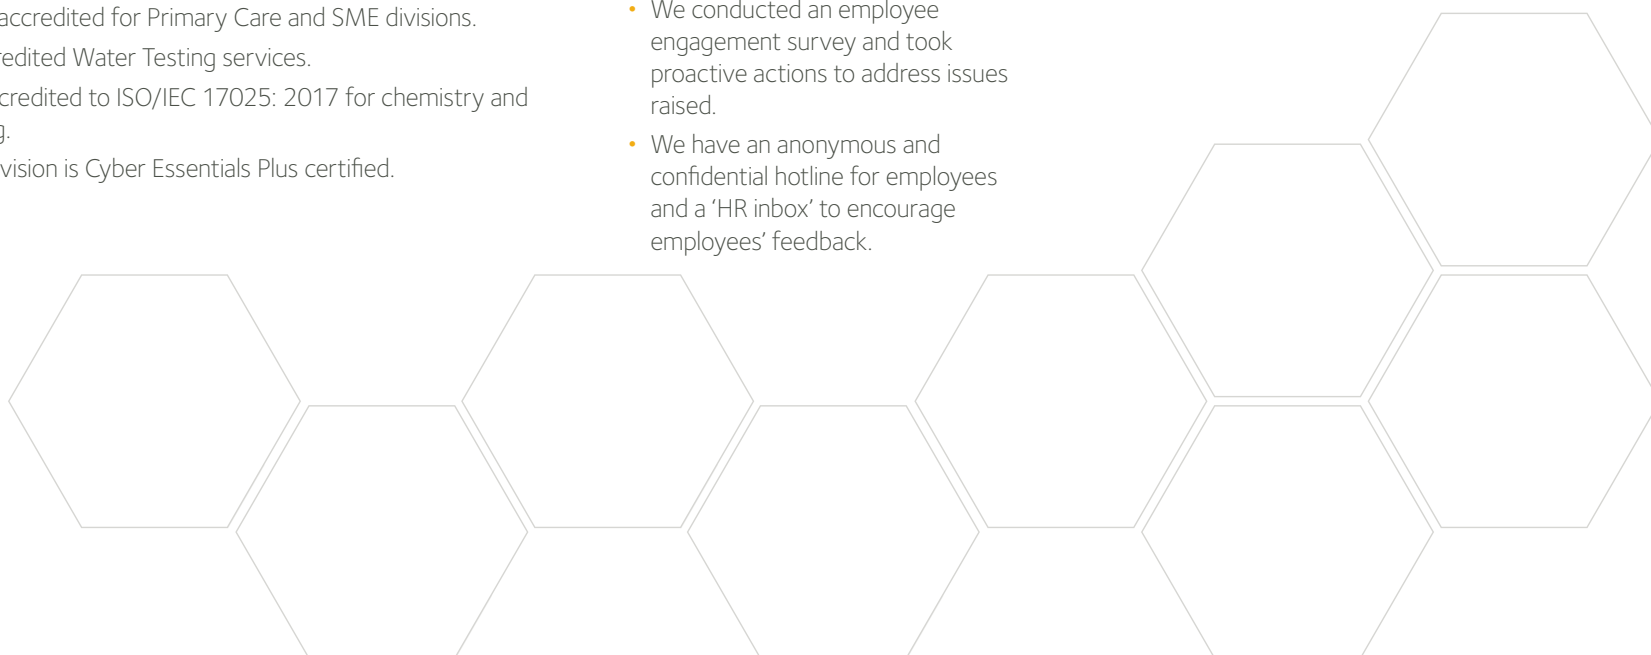 accredited for Primary Care and SME divisions.
redited Water Testing services.
credited to ISO/IEC 17025: 2017 for chemistry and
g.
vision is Cyber Essentials Plus certified.
• We conducted an employee
engagement survey and took
proactive actions to address issues
raised.
• We have an anonymous and
confidential hotline for employees
and a ‘HR inbox’ to encourage
employees’ feedback.